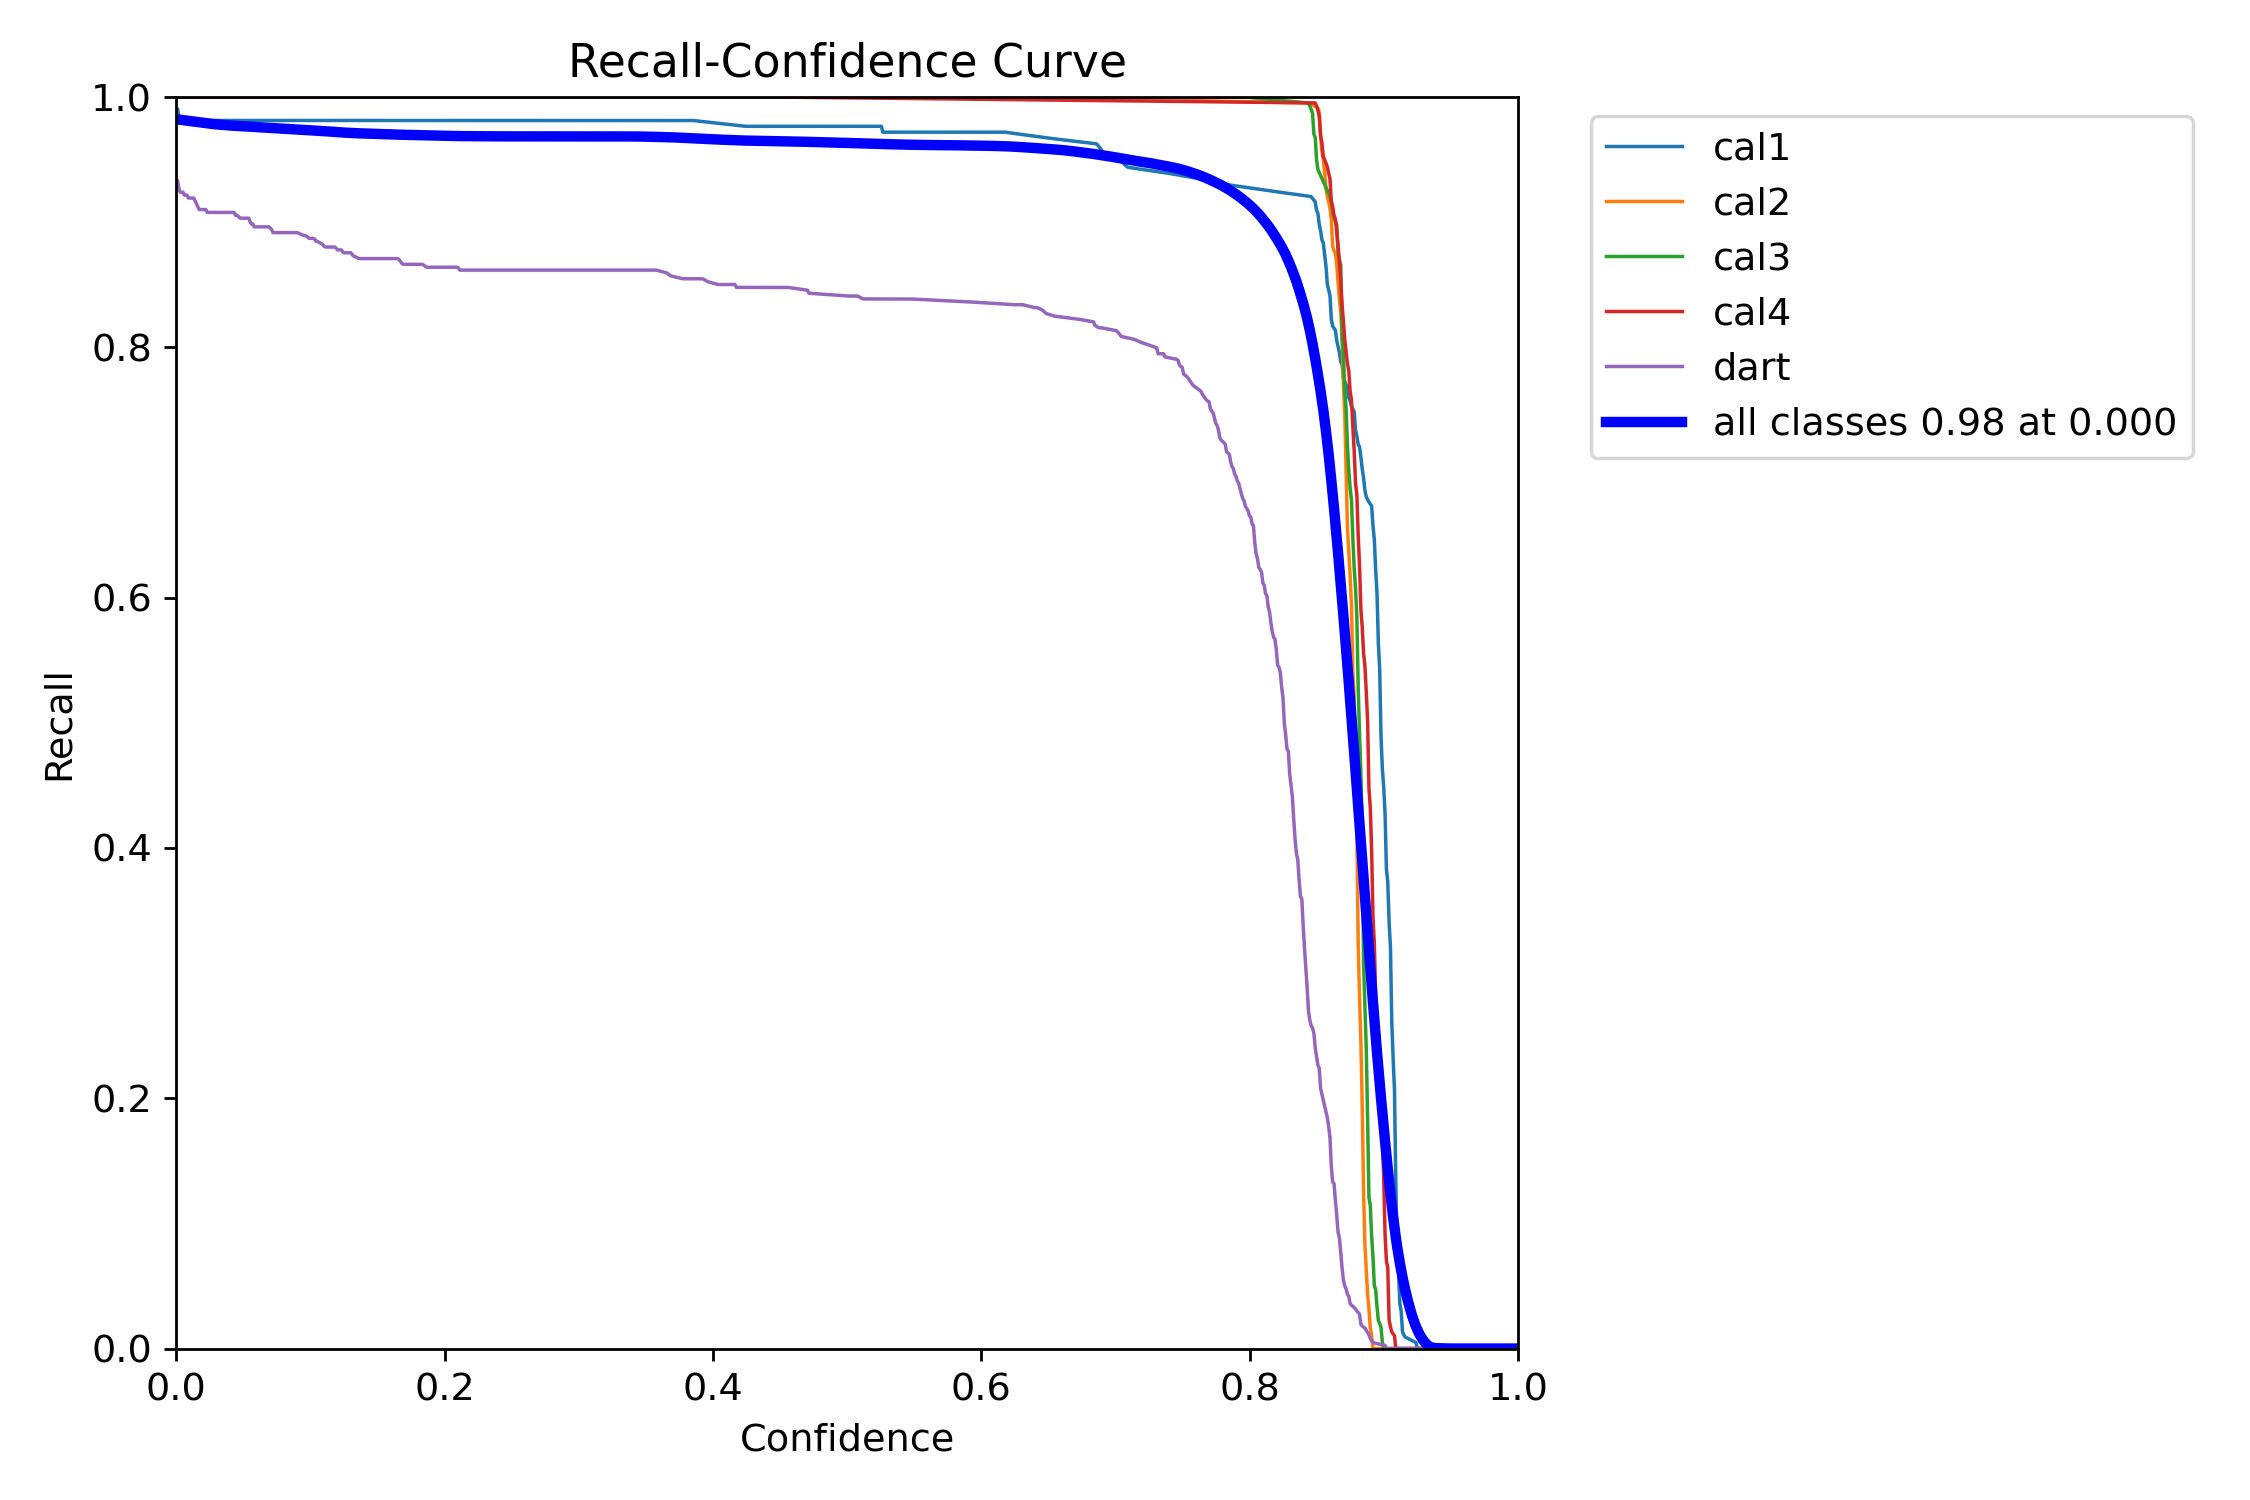 Recall-Confidence Curve
1.0
0.8
0.6
0.4
0.2
0.0
Recall
0.0 0.2 0.4 0.6 0.8 1.0
Confidence
cal1
cal2
cal3
cal4
dart
all classes 0.98 at 0.000